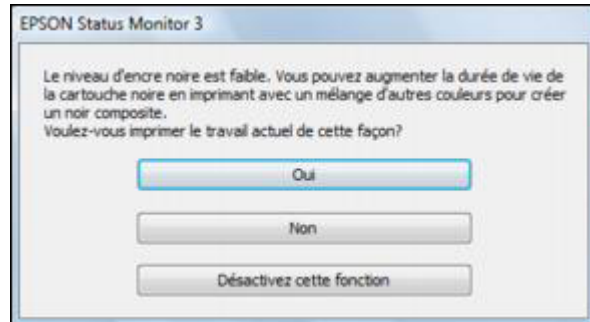 EPSON Status Monitor 3
Le niveau d'encre noire est faible. Vous pouvez augmenter la durée de vie de
la cartouche noire en imprimant avec un mélange d'autres couleurs pour créer
un noir composite.
Voulez-vous imprimer le travail actuel de cette façon?
Oui
Non
Désactivez cette fonction